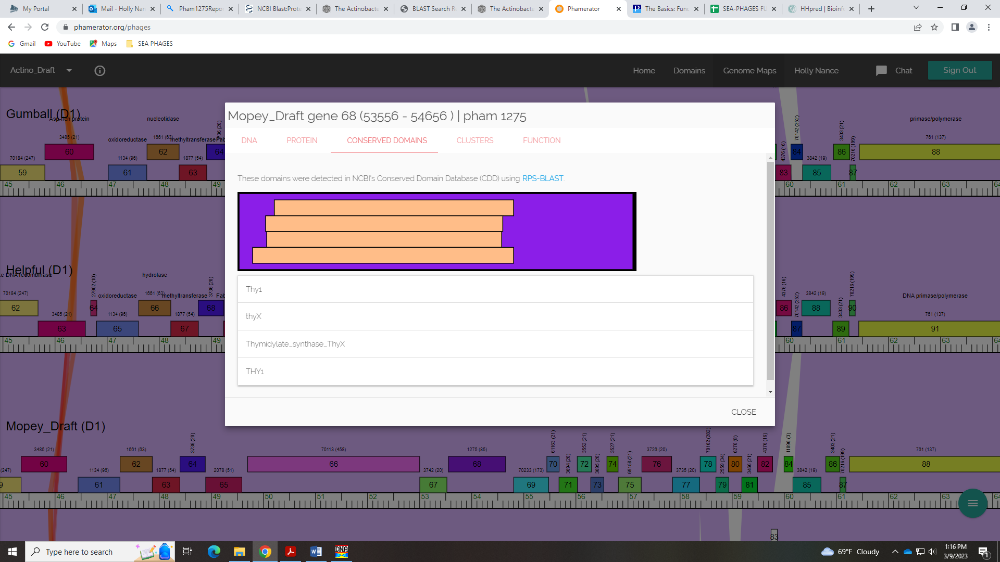 My Portal
Mail - Holly Nan
Pham1275Repor
NCBI Blast:Prote
The Actinobacte
BLAST Search Re
The Actinobacte
Phamerator
The Basics: Func
SEA-PHAGES FU
HHpred | Bioinfo
phamerator.org/phages
Gmail
YouTube
Maps
SEA PHAGES
Actino_Draft
Home
Domains
Genome Maps
Holly Nance
Chat
Sign Out
Gumball (D1)
Asp-rich protein
nucleotidase
3485 (21)
oxidoreductase
1661 (63)
methyltransferase
Fab
3736 (20)
60
62
64
70184 (247)
1134 (96)
1877 (54)
59
61
63
45 46 47 48 49
primase/polymerase
4376 (16)
70142 (352)
3403 (21)
70216 (199)
761 (137)
84
86
88
3842 (19)
83
85
87
60 61 62 63 64
Mopey_Draft gene 68 (53556 - 54656 ) | pham 1275
DNA
PROTEIN
CONSERVED DOMAINS
CLUSTERS
FUNCTION
These domains were detected in NCBI's Conserved Domain Database (CDD) using RPS-BLAST.
Thy1
thyX
Thymidylate_synthase_ThyX
THY1
CLOSE
Helpful (D1)
e DNA recombinase
hydrolase
70184 (247)
27902 (10)
oxidoreductase
1661 (63)
methyltransferase
3736 (20)
Fab
62
64
66
68
3485 (21)
1134 (96)
1877 (54)
63
65
67
45 46 47 48 49
4376 (16)
70142 (352)
3842 (19)
3403 (21)
70216 (199)
DNA primase/polymerase
761 (137)
86
88
90
87
89
91
60 61 62 63 64
Mopey_Draft (D1)
3485 (21)
1661 (63)
3736 (20)
70113 (458)
1275 (85)
61163 (21)
3552 (21)
3527 (21)
3726 (20)
70162 (282)
6270 (8)
4376 (16)
11896 (3)
3403 (21)
761 (137)
60
62
64
66
68
70
72
74
76
78
80
82
84
86
88
(247)
1134 (96)
1877 (54)
2078 (51)
3742 (20)
70233 (173)
3694 (20)
3695 (20)
69158 (21)
3735 (20)
2559 (34)
3466 (21)
3842 (19)
70216 (199)
9
61
63
65
67
69
71
73
75
77
79
81
85
87
45 46 47 48 49 50 51 52 53 54 55 56 57 58 59 60 61 62 63 64
83
Type here to search
DNA
69°F Cloudy
1:16 PM
3/9/2023
1